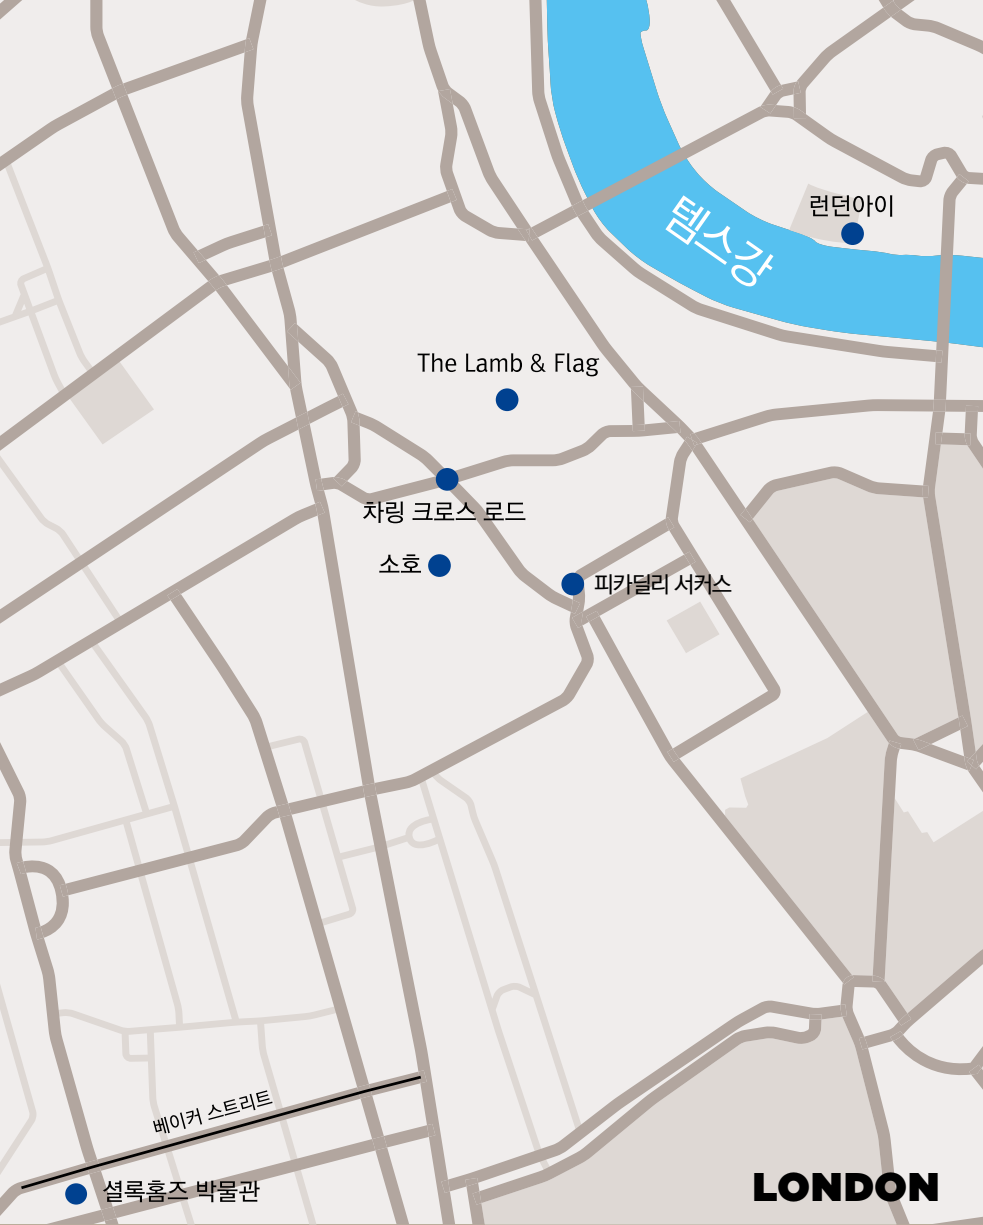 런던아이
템스강
The Lamb & Flag
차링 크로스 로드
소호
피카딜리 서커스
베이커 스트리트
셜록홈즈 박물관
LONDON